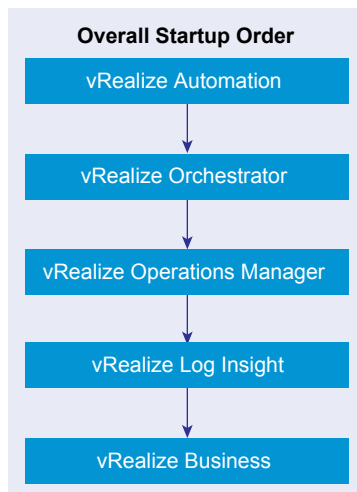 Overall Startup Order
vRealize Automation
vRealize Orchestrator
vRealize Operations Manager
vRealize Log Insight
vRealize Business